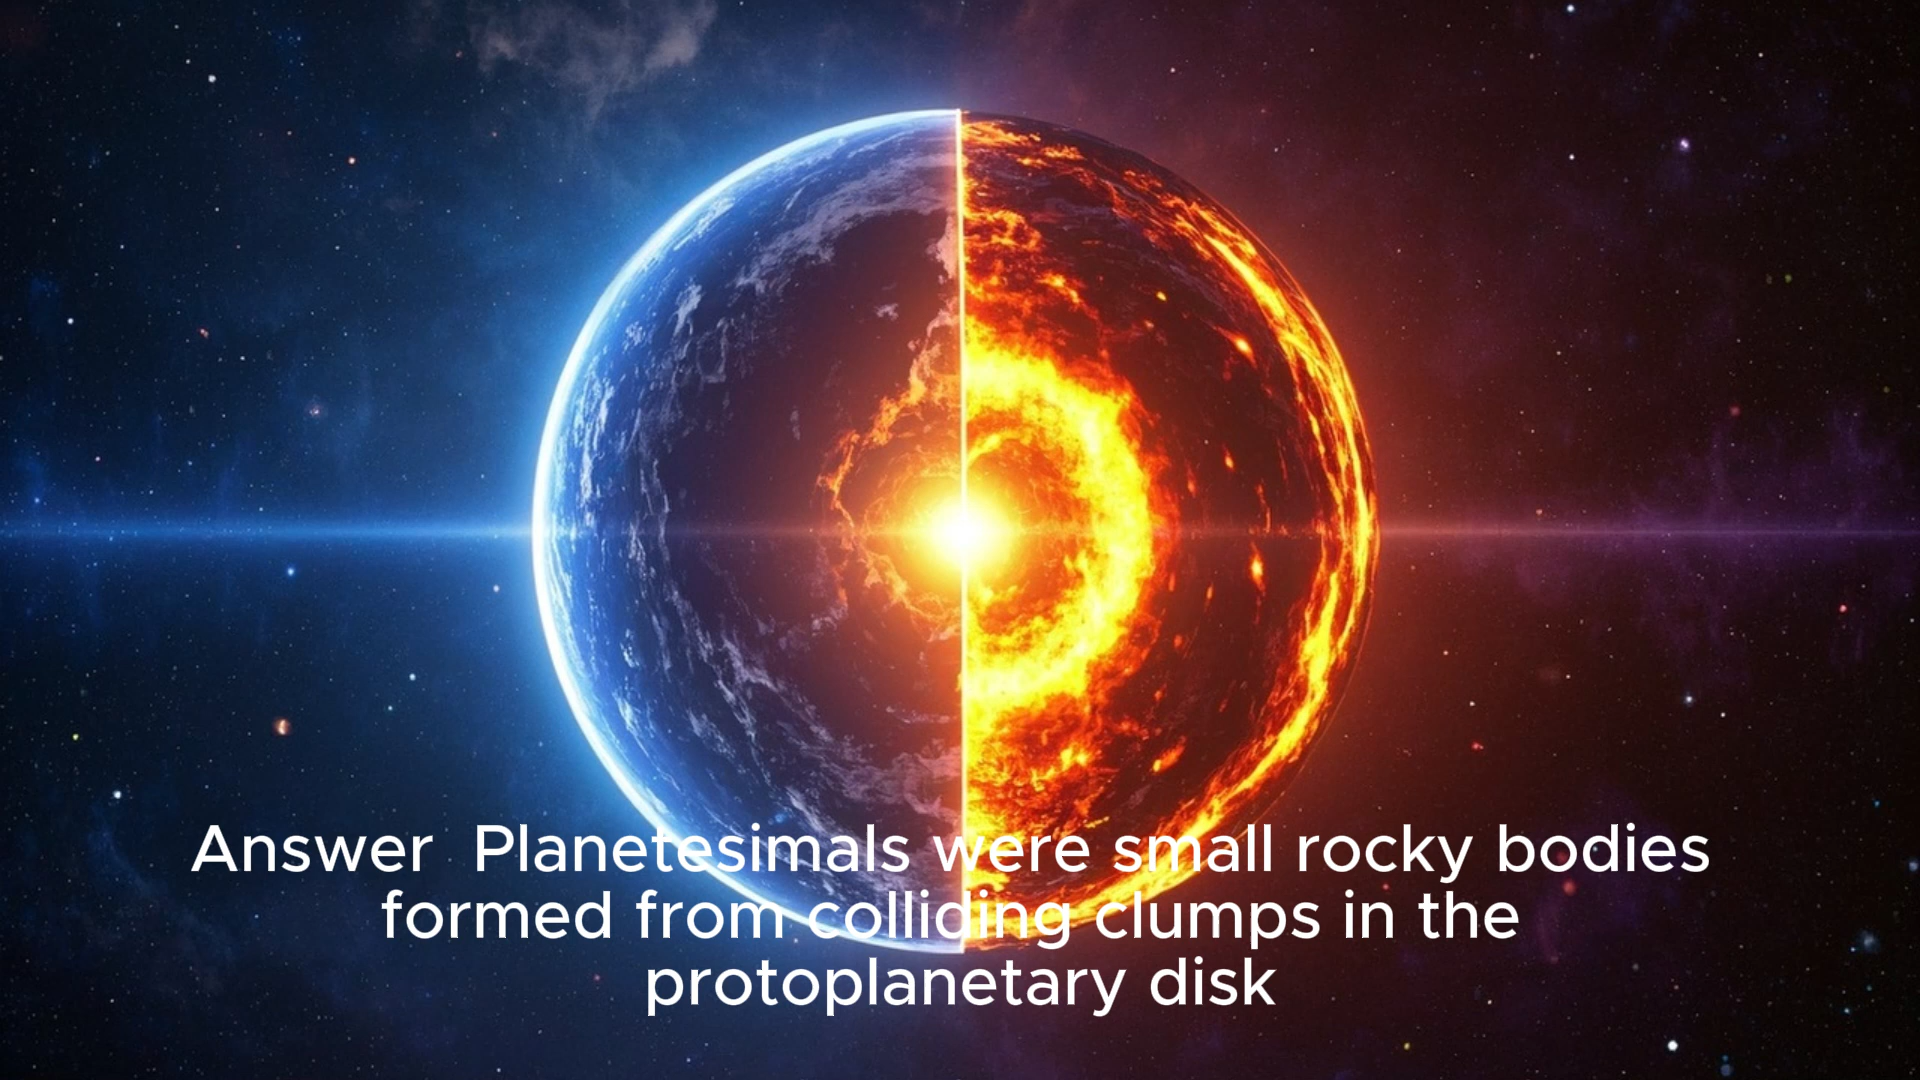 Answer  Planetesimals were small rocky bodies
formed from colliding clumps in the
protoplanetary disk